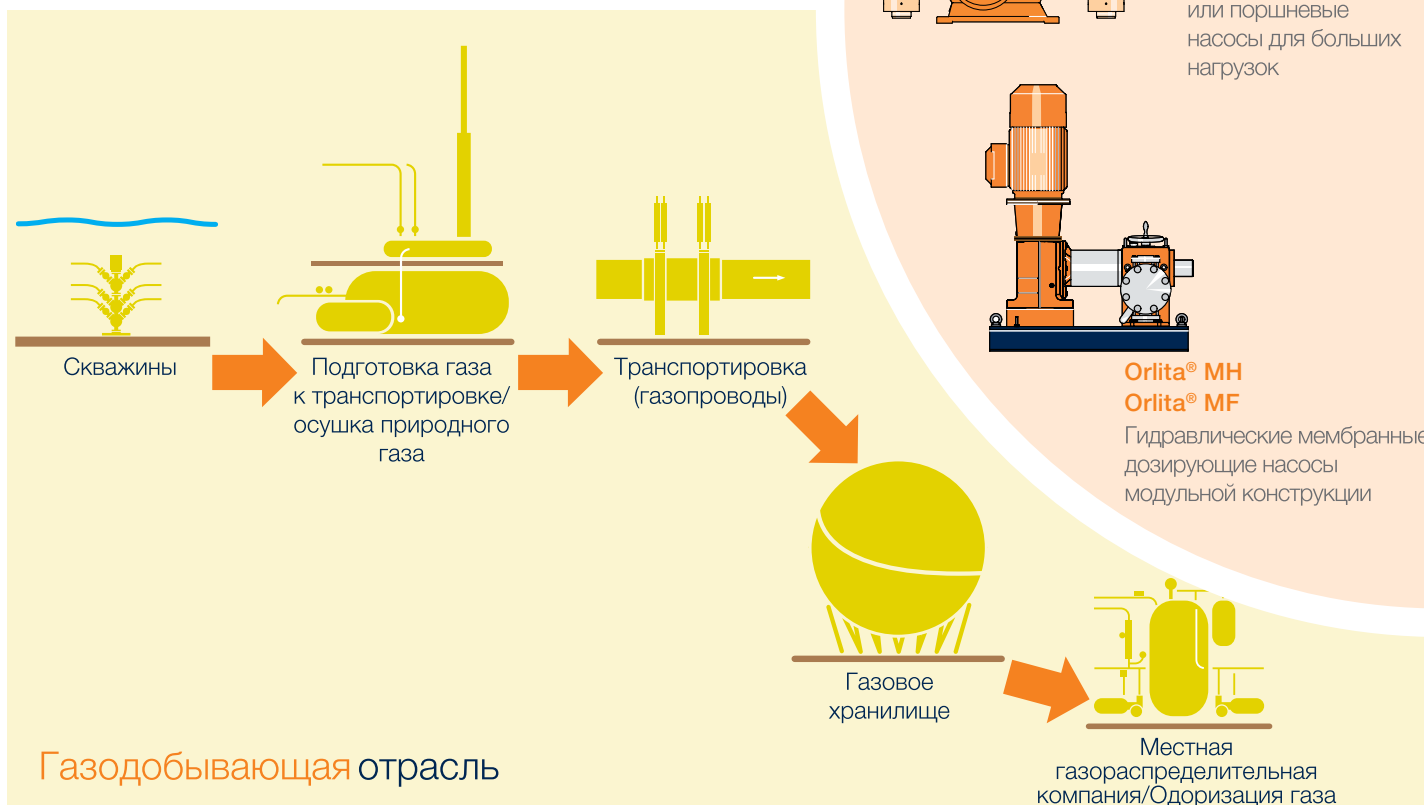 или поршневые
насосы для больших
нагрузок
Orlita® MH
Orlita® MF
Гидравлические мембранные
дозирующие насосы
модульной конструкции
Скважины
Подготовка газа
к транспортировке/
осушка природного
газа
Транспортировка
(газопроводы)
Газовое
хранилище
Местная
газораспределительная
компания/Одоризация газа
Газодобывающая отрасль